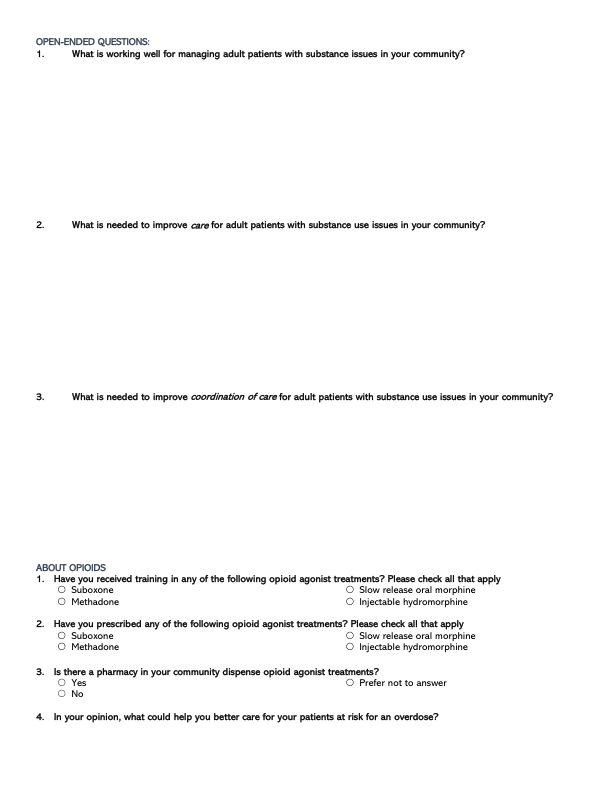 OPEN-ENDED QUESTIONS:
1. What is working well for managing adult patients with substance issues in your community?
2. What is needed to improve care for adult patients with substance use issues in your community?
3. What is needed to improve coordination of care for adult patients with substance use issues in your community?
ABOUT OPIOIDS
1. Have you received training in any of the following opioid agonist treatments? Please check all that apply
○ Suboxone ○ Slow release oral morphine
○ Methadone ○ Injectable hydromorphine
2. Have you prescribed any of the following opioid agonist treatments? Please check all that apply
○ Suboxone ○ Slow release oral morphine
○ Methadone ○ Injectable hydromorphine
3. Is there a pharmacy in your community dispense opioid agonist treatments?
○ Yes ○ Prefer not to answer
○ No
4. In your opinion, what could help you better care for your patients at risk for an overdose?